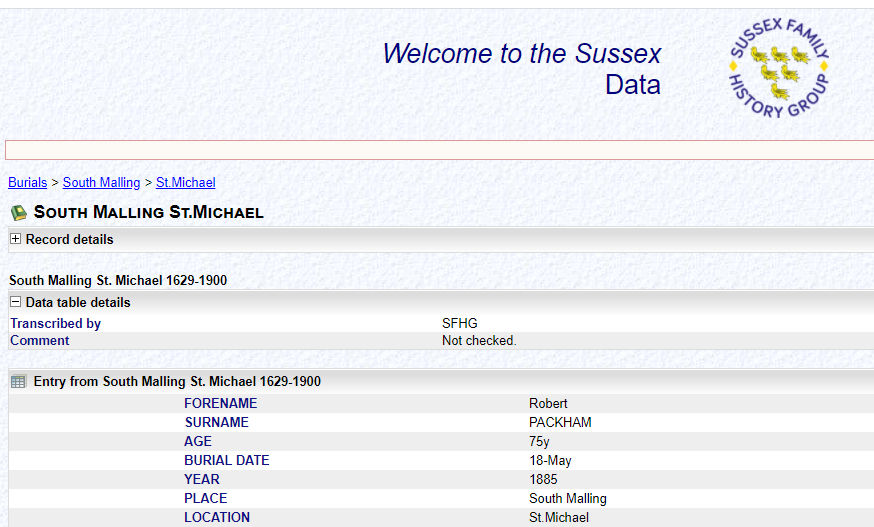 Welcome to the Sussex
Data
SUSSEX FAMILY
HISTORY GROUP
Burials > South Malling > St.Michael
SOUTH MALLING ST.MICHAEL
Record details
South Malling St. Michael 1629-1900
Data table details
Transcribed by SFHG
Comment Not checked.
Entry from South Malling St. Michael 1629-1900
FORENAME Robert
SURNAME PACKHAM
AGE 75y
BURIAL DATE 18-May
YEAR 1885
PLACE South Malling
LOCATION St.Michael